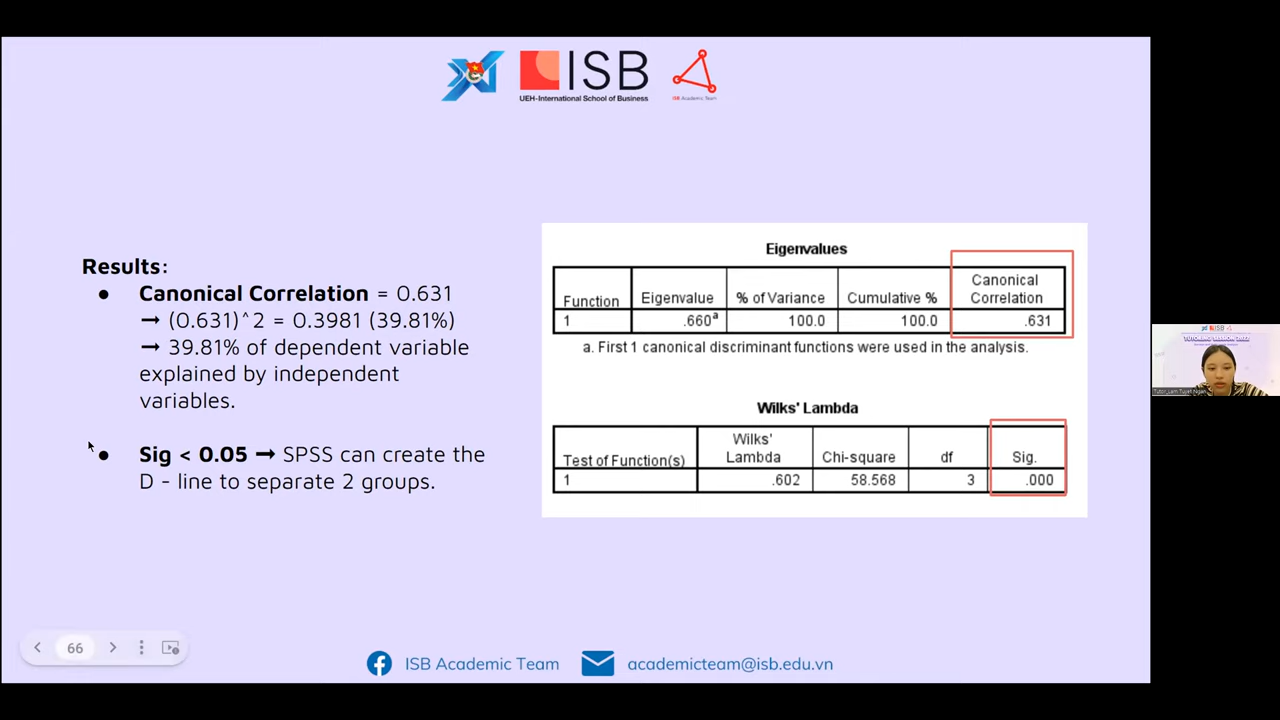 ISB
UEH-International School of Business
ISB Academic Team
Results:
● Canonical Correlation = 0.631
→ (0.631)^2 = 0.3981 (39.81%)
→ 39.81% of dependent variable
explained by independent
variables.
● Sig < 0.05 → SPSS can create the
D - line to separate 2 groups.
Eigenvalues
Function Eigenvalue % of Variance Cumulative % Canonical Correlation
1 .660a 100.0 100.0 .631
a. First 1 canonical discriminant functions were used in the analysis.
Wilks' Lambda
Test of Function(s) Wilks' Lambda Chi-square df Sig.
1 .602 58.568 3 .000
ISB
TUTORING SESSION 2022
66
ISB Academic Team
academicteam@isb.edu.vn